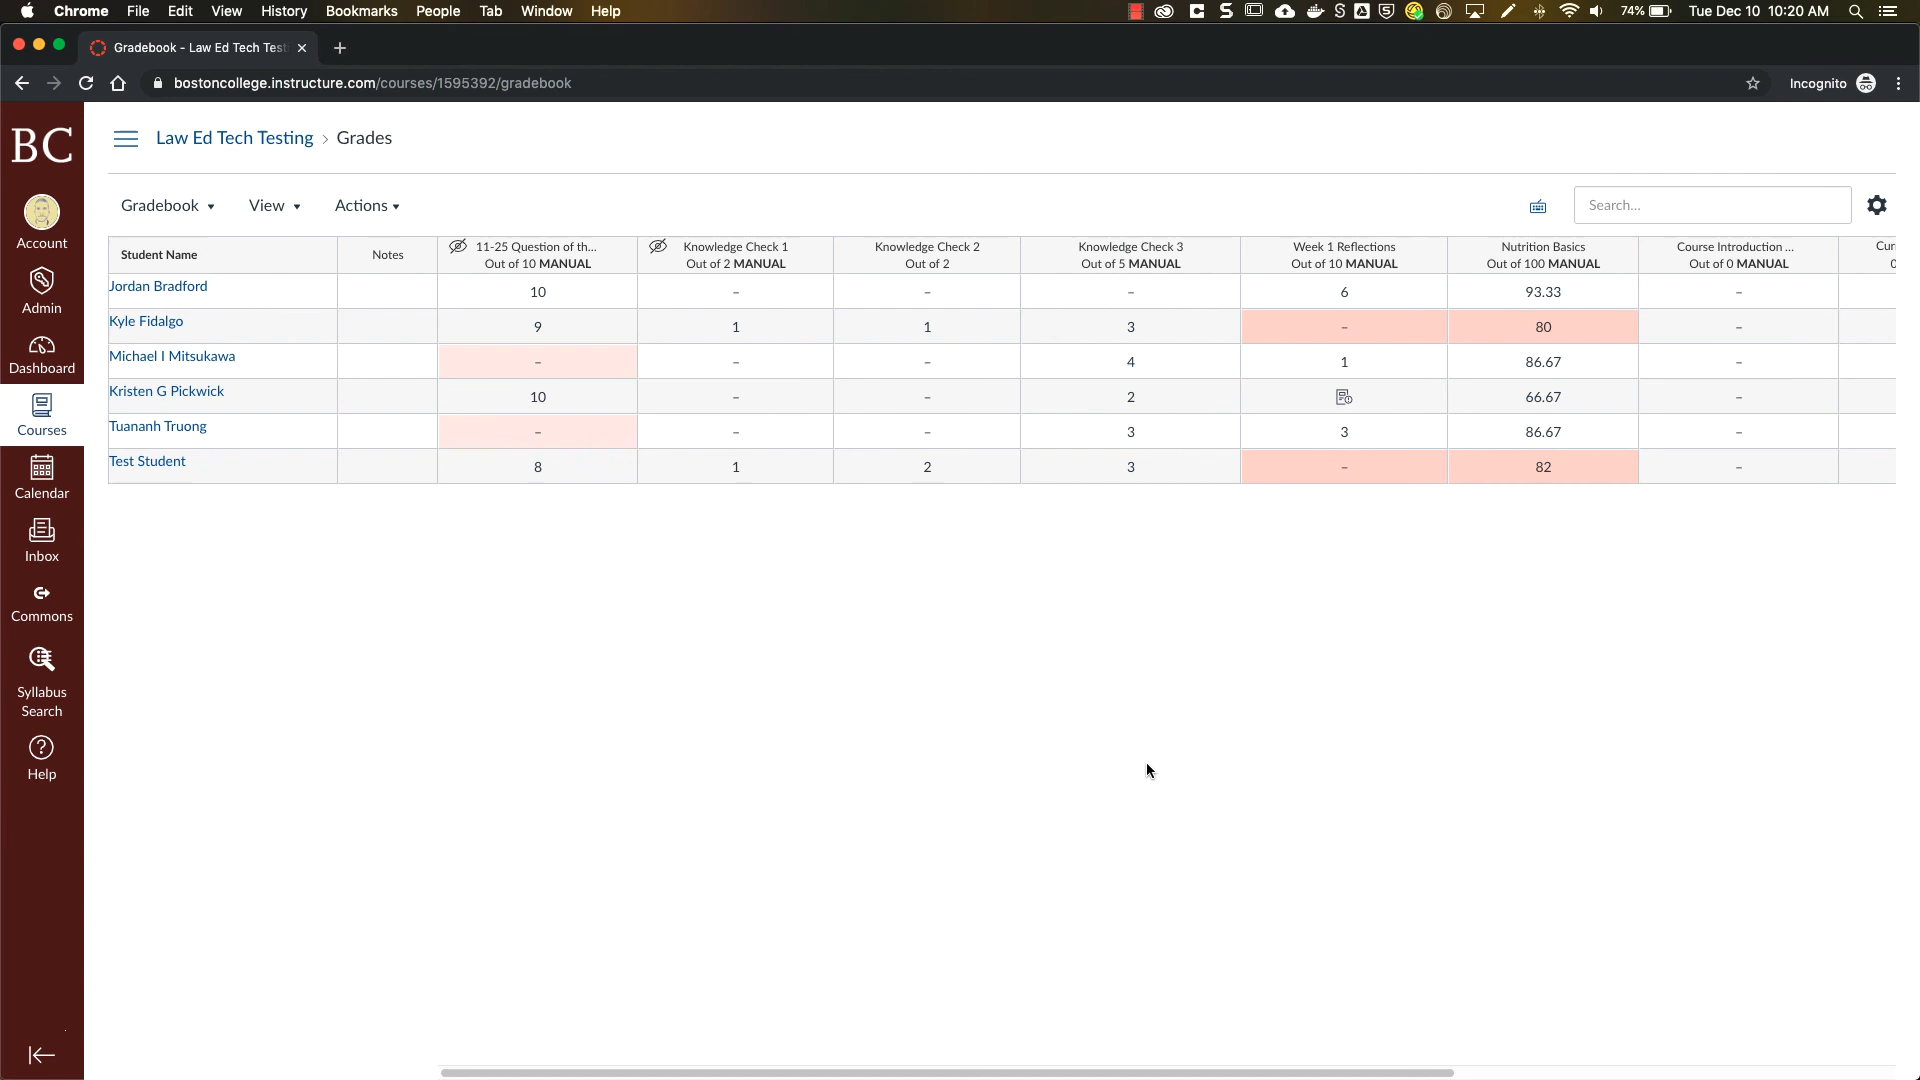 Chrome File Edit View History Bookmarks People Tab Window Help 74% Tue Dec 10 10:20 AM
Gradebook - Law Ed Tech Test
bostoncollege.instructure.com/courses/1595392/gradebook Incognito
BC
Account
Admin
Dashboard
Courses
Calendar
Inbox
Commons
Syllabus
Search
Help
Law Ed Tech Testing > Grades
Gradebook View Actions Search...
Student Name Notes 11-25 Question of th... Knowledge Check 1 Knowledge Check 2 Knowledge Check 3 Week 1 Reflections Nutrition Basics Course Introduction ... Cur
Out of 10 MANUAL Out of 2 MANUAL Out of 2 Out of 5 MANUAL Out of 10 MANUAL Out of 100 MANUAL Out of 0 MANUAL 0
Jordan Bradford 10 – – – 6 93.33 –
Kyle Fidalgo 9 1 1 3 – 80 –
Michael I Mitsukawa – – – 4 1 86.67 –
Kristen G Pickwick 10 – – 2 66.67 –
Tuananh Truong – – – 3 3 86.67 –
Test Student 8 1 2 3 – 82 –